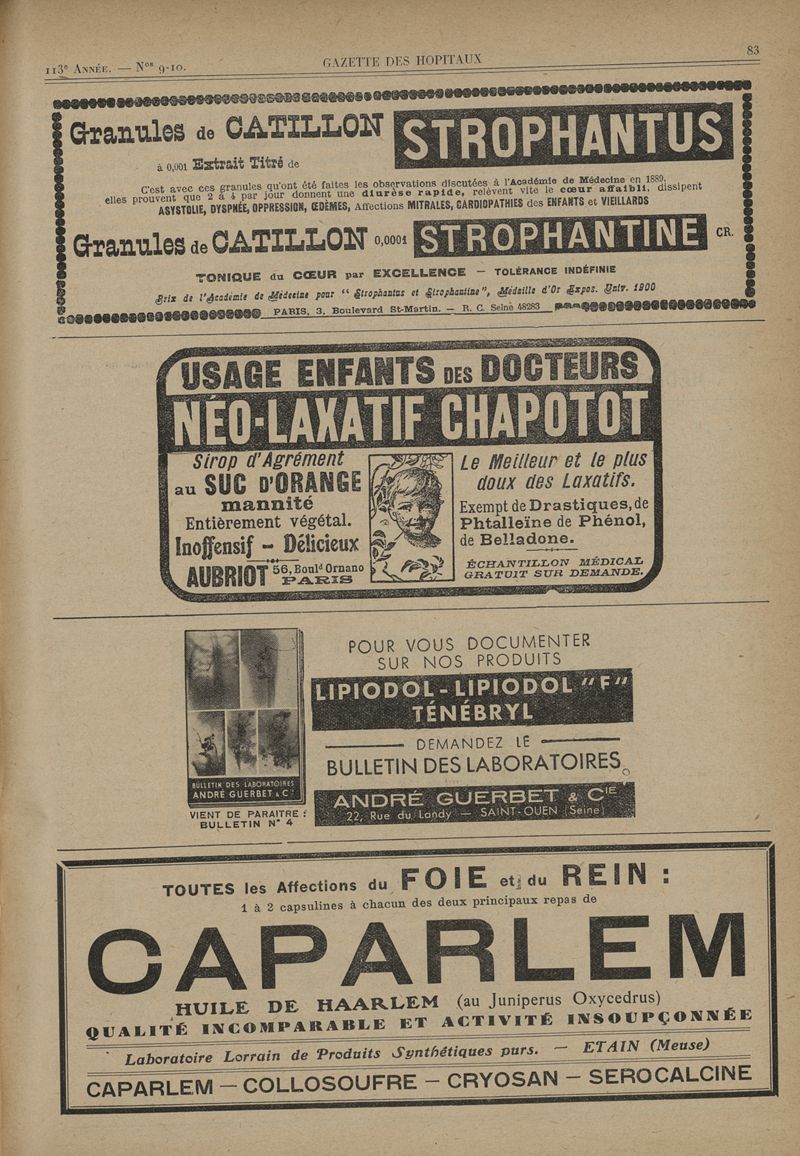 113e ANNÉE. — Nos 9-10.
GAZETTE DES HOPITAUX
83
Granules de CATILLON
STROPHANTUS
à 0,001 Extrait Titré de
C'est avec ces granules qu'ont été faites les observations discutées à l'Académie de Médecine en 1889,
elles prouvent que 2 à 4 par jour donnent une diurèse rapide, relèvent vite le cœur affaibli, dissipent
ASYSTOLIE, DYSPNÉE, OPPRESSION, ŒDÈMES, Affections MITRALES, CARDIOPATHIES des ENFANTS et VIEILLARDS
Granules de CATILLON 0,0001 STROPHANTINE CR.
TONIQUE du CŒUR par EXCELLENCE — TOLÉRANCE INDÉFINIE
Prix de l'Académie de Médecine pour " Strophantus et Strophantine", Médaille d'Or Expos. Univ. 1900
PARIS, 3, Boulevard St-Martin. — R. C. Seine 48283
USAGE ENFANTS DES DOCTEURS
NÉO-LAXATIF CHAPOTOT
Sirop d'Agrément
au SUC D'ORANGE
mannité
Entièrement végétal.
Inoffensif - Délicieux
AUBRIOT 56, Bould Ornano
PARIS
Le Meilleur et le plus
doux des Laxatifs.
Exempt de Drastiques, de
Phtalleïne de Phénol,
de Belladone.
ÉCHANTILLON MÉDICAL
GRATUIT SUR DEMANDE.
BULLETIN DES LABORATOIRES
ANDRÉ GUERBET & Cie
VIENT DE PARAITRE :
BULLETIN N° 4
POUR VOUS DOCUMENTER
SUR NOS PRODUITS
LIPIODOL - LIPIODOL "F"
TÉNÉBRYL
DEMANDEZ LE
BULLETIN DES LABORATOIRES
ANDRÉ GUERBET & CIE
22, Rue du Landy — SAINT-OUEN (Seine)
TOUTES les Affections du FOIE et du REIN :
1 à 2 capsulines à chacun des deux principaux repas de
CAPARLEM
HUILE DE HAARLEM (au Juniperus Oxycedrus)
QUALITÉ INCOMPARABLE ET ACTIVITÉ INSOUPÇONNÉE
Laboratoire Lorrain de Produits Synthétiques purs. — ETAIN (Meuse)
CAPARLEM — COLLOSOUFRE — CRYOSAN — SEROCALCINE